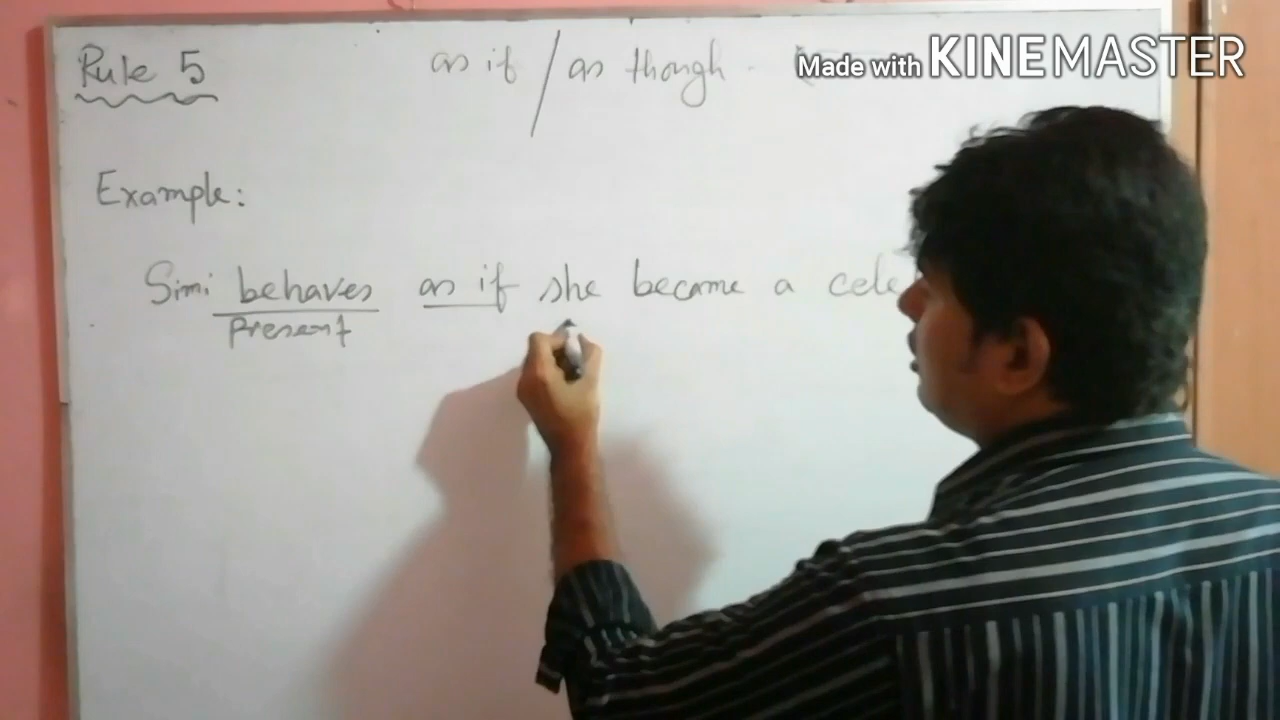 Rule 5 as if / as though
Made with KINEMASTER
Example:
Simi behaves as if she became a cele
Present